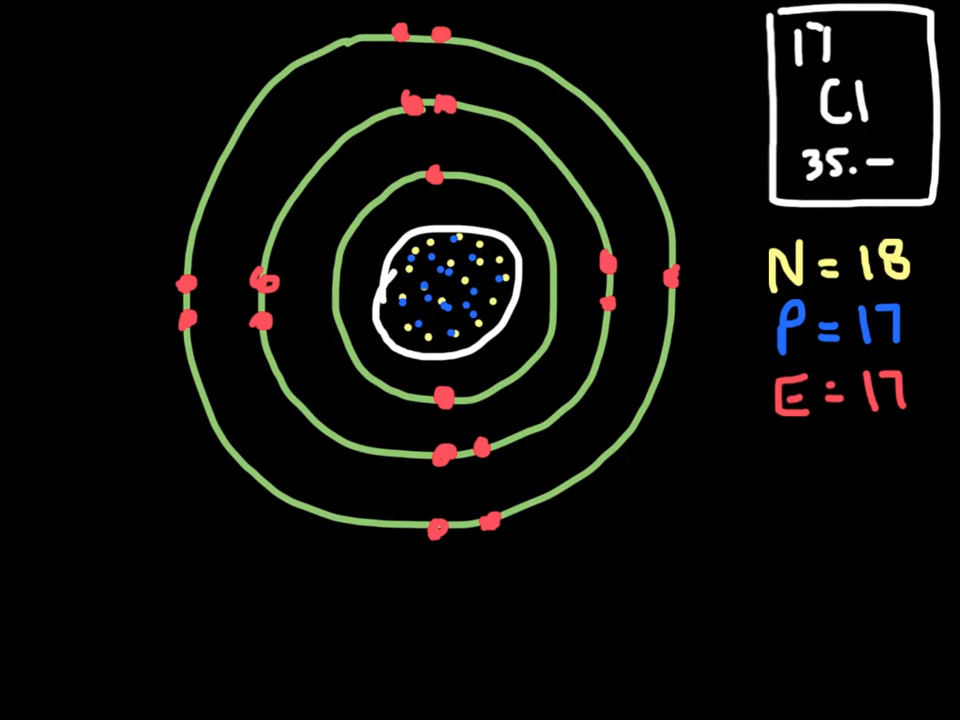 17
Cl
35.–
N = 18
P = 17
E = 17